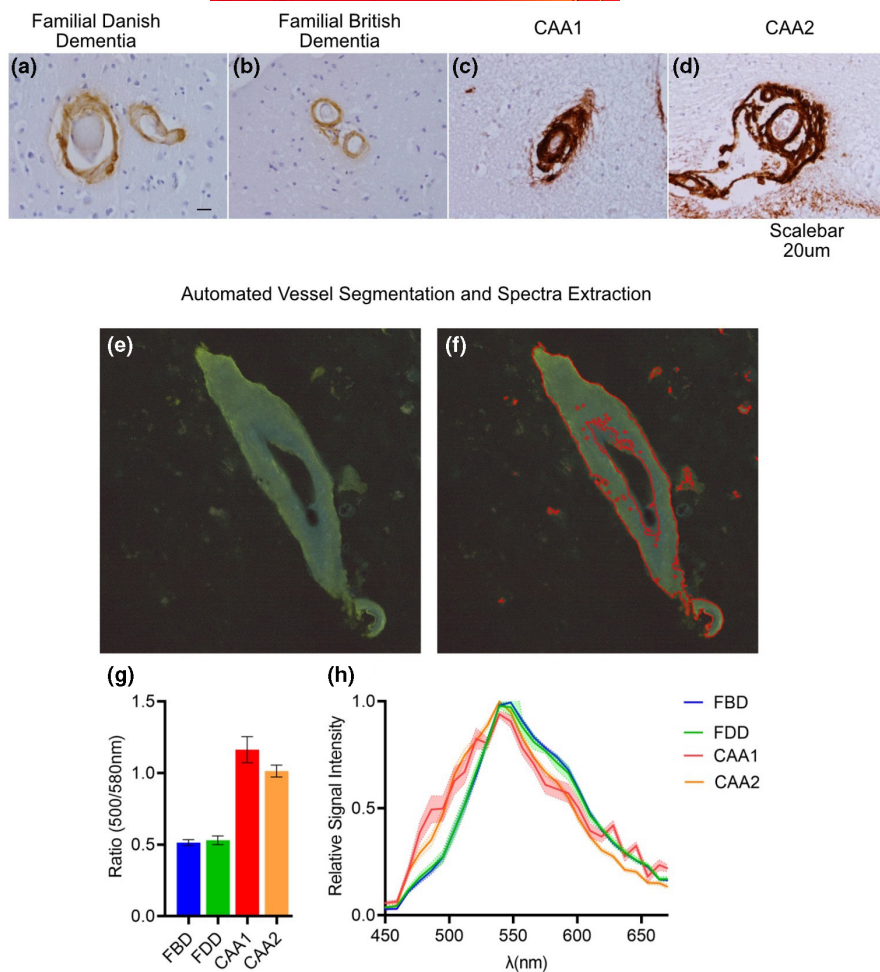 Familial Danish
Dementia
Familial British
Dementia
CAA1
CAA2
(a)
(b)
(c)
(d)
Scalebar
20um
Automated Vessel Segmentation and Spectra Extraction
(e)
(f)
(g)
Ratio (500/580nm)
1.5
1.0
0.5
0.0
FBD
FDD
CAA1
CAA2
(h)
Relative Signal Intensity
1.0
0.5
0.0
450
500
550
600
650
λ(nm)
FBD
FDD
CAA1
CAA2